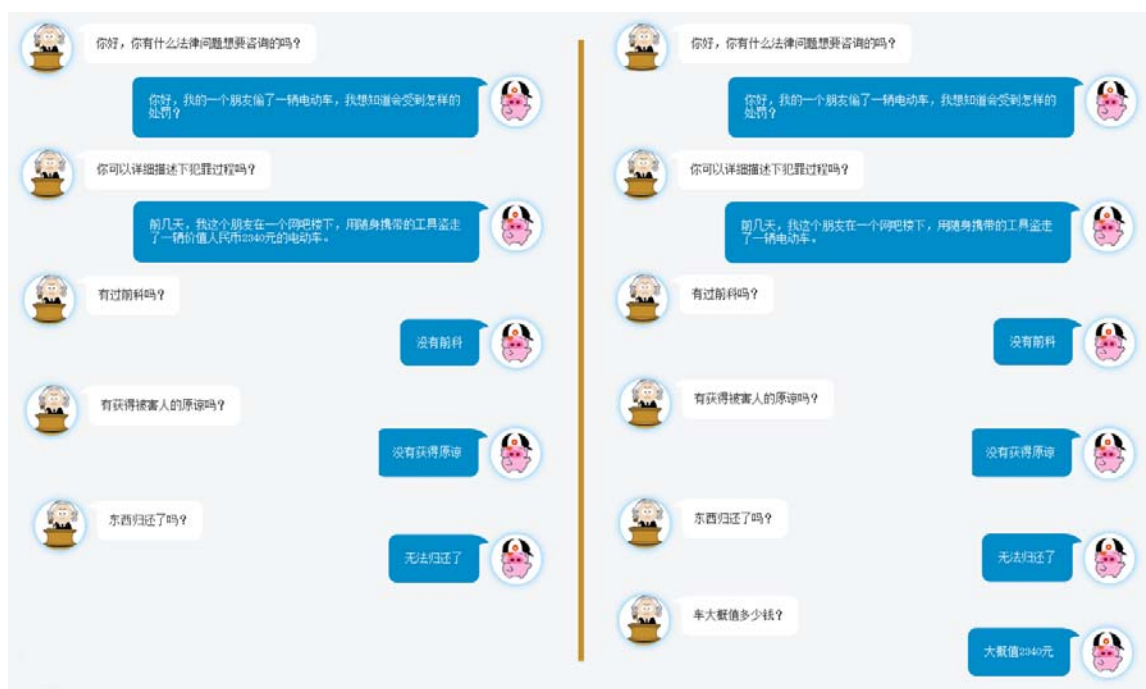 你好，你有什么法律问题想要咨询的吗？
你好，我的一个朋友偷了一辆电动车，我想知道会受到怎样的
处罚？
你可以详细描述下犯罪过程吗？
前几天，我这个朋友在一个网吧楼下，用随身携带的工具盗走
了一辆价值人民币2340元的电动车。
有过前科吗？
没有前科
有获得被害人的原谅吗？
没有获得原谅
东西归还了吗？
无法归还了
你好，你有什么法律问题想要咨询的吗？
你好，我的一个朋友偷了一辆电动车，我想知道会受到怎样的
处罚？
你可以详细描述下犯罪过程吗？
前几天，我这个朋友在一个网吧楼下，用随身携带的工具盗走
了一辆电动车。
有过前科吗？
没有前科
有获得被害人的原谅吗？
没有获得原谅
东西归还了吗？
无法归还了
车大概值多少钱？
大概值2340元